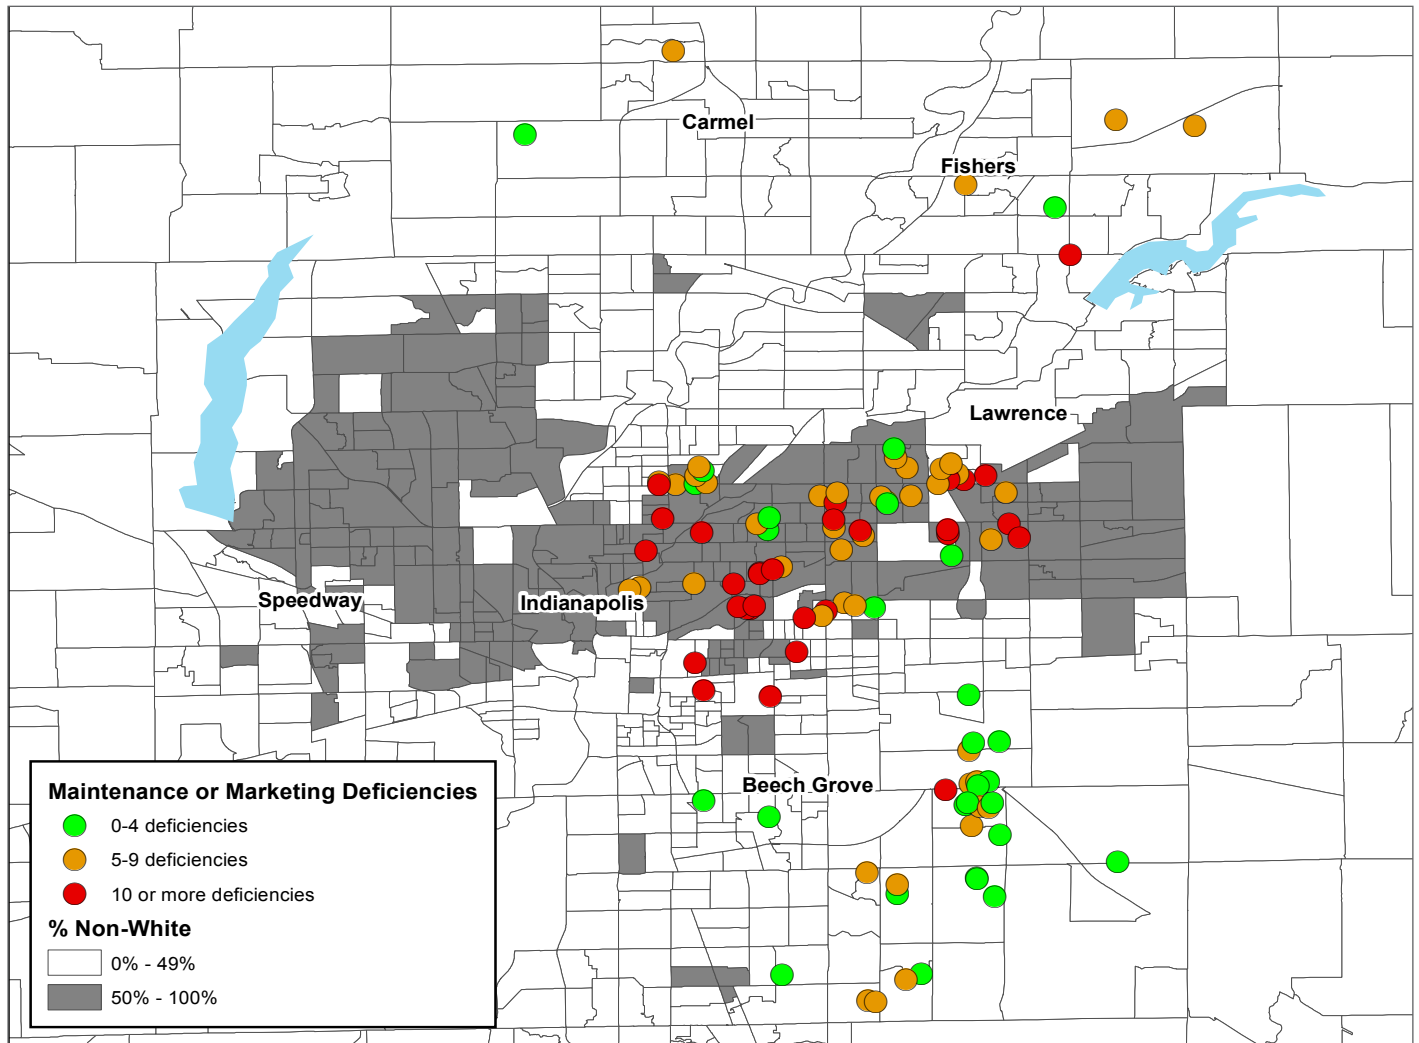 Carmel
Fishers
Lawrence
Speedway
Indianapolis
Beech Grove
Maintenance or Marketing Deficiencies
0-4 deficiencies
5-9 deficiencies
10 or more deficiencies
% Non-White
0% - 49%
50% - 100%